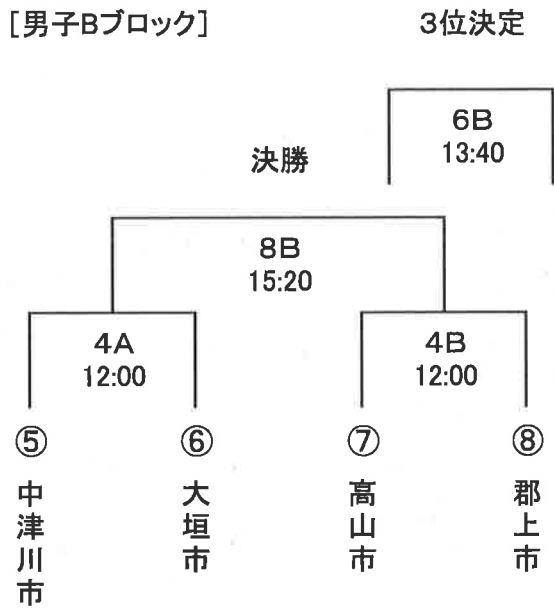 [男子Bブロック]
3位決定
6B
13:40
決勝
8B
15:20
4A
12:00
4B
12:00
⑤
⑥
⑦
⑧
中津川市
大垣市
高山市
郡上市